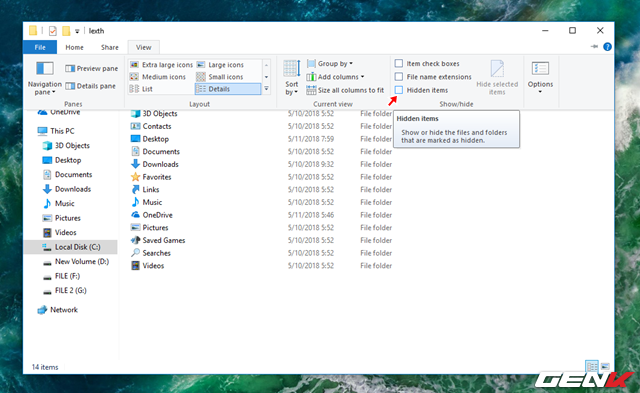 lexth
File Home Share View
Navigation pane
Preview pane
Details pane
Panes
Extra large icons Large icons
Medium icons Small icons
List Details
Layout
Sort by
Group by
Add columns
Size all columns to fit
Current view
Item check boxes
File name extensions
Hidden items
Hide selected items
Show/hide
Options
Hidden items
Show or hide the files and folders
that are marked as hidden.
OneDrive
This PC
3D Objects
Desktop
Documents
Downloads
Music
Pictures
Videos
Local Disk (C:)
New Volume (D:)
FILE (F:)
FILE 2 (G:)
Network
3D Objects 5/10/2018 5:52 File folder
Contacts 5/10/2018 5:52 File folder
Desktop 5/11/2018 7:59 File folder
Documents 5/10/2018 5:52 File folder
Downloads 5/10/2018 9:32 File folder
Favorites 5/10/2018 5:52 File folder
Links 5/10/2018 5:52 File folder
Music 5/10/2018 5:52 File folder
OneDrive 5/11/2018 5:46 File folder
Pictures 5/10/2018 5:52 File folder
Saved Games 5/10/2018 5:52 File folder
Searches 5/10/2018 5:52 File folder
Videos 5/10/2018 5:52 File folder
14 items
GENK